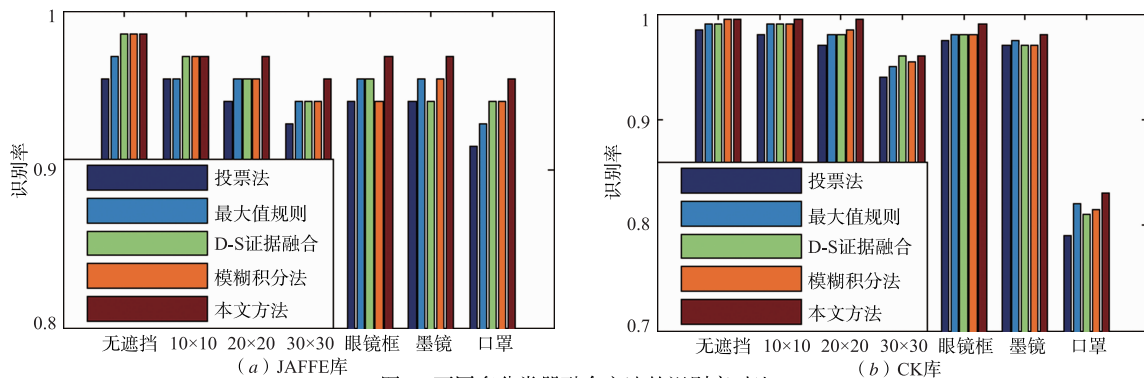 1
0.9
0.8
识别率
投票法
最大值规则
D-S证据融合
模糊积分法
本文方法
无遮挡 10×10 20×20 30×30 眼镜框 墨镜 口罩
(a) JAFFE库
1
0.9
0.8
0.7
识别率
投票法
最大值规则
D-S证据融合
模糊积分法
本文方法
无遮挡 10×10 20×20 30×30 眼镜框 墨镜 口罩
(b) CK库